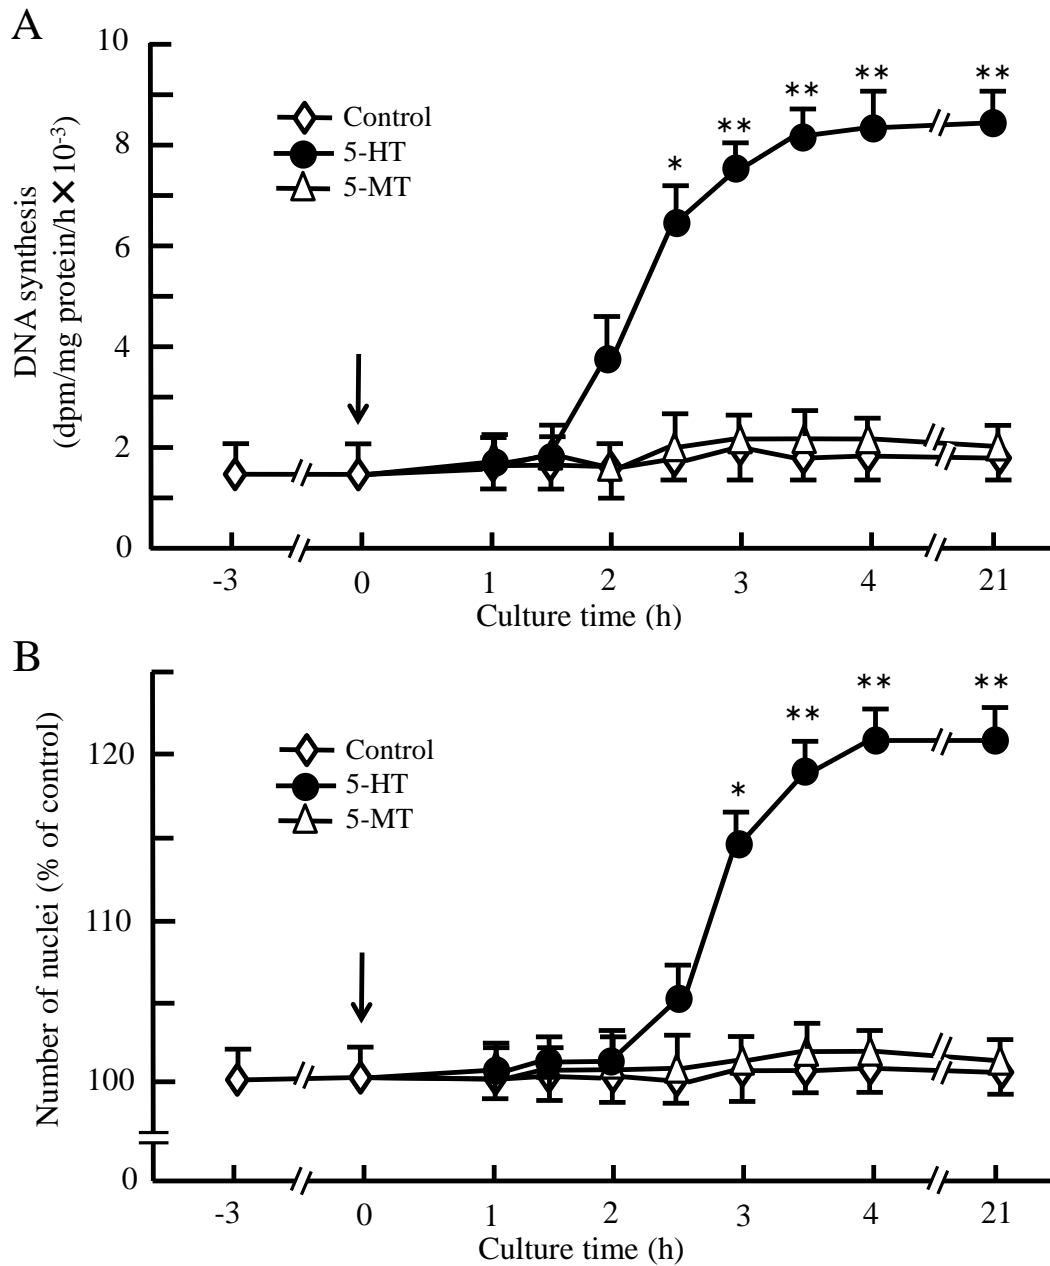 A
DNA synthesis
(dpm/mg protein/h×10⁻³)
10
8
6
4
2
0
Control
5-HT
5-MT
*
**
**
**
**
-3
0
1
2
3
4
21
Culture time (h)
B
Number of nuclei (% of control)
120
110
100
0
Control
5-HT
5-MT
*
**
**
**
-3
0
1
2
3
4
21
Culture time (h)